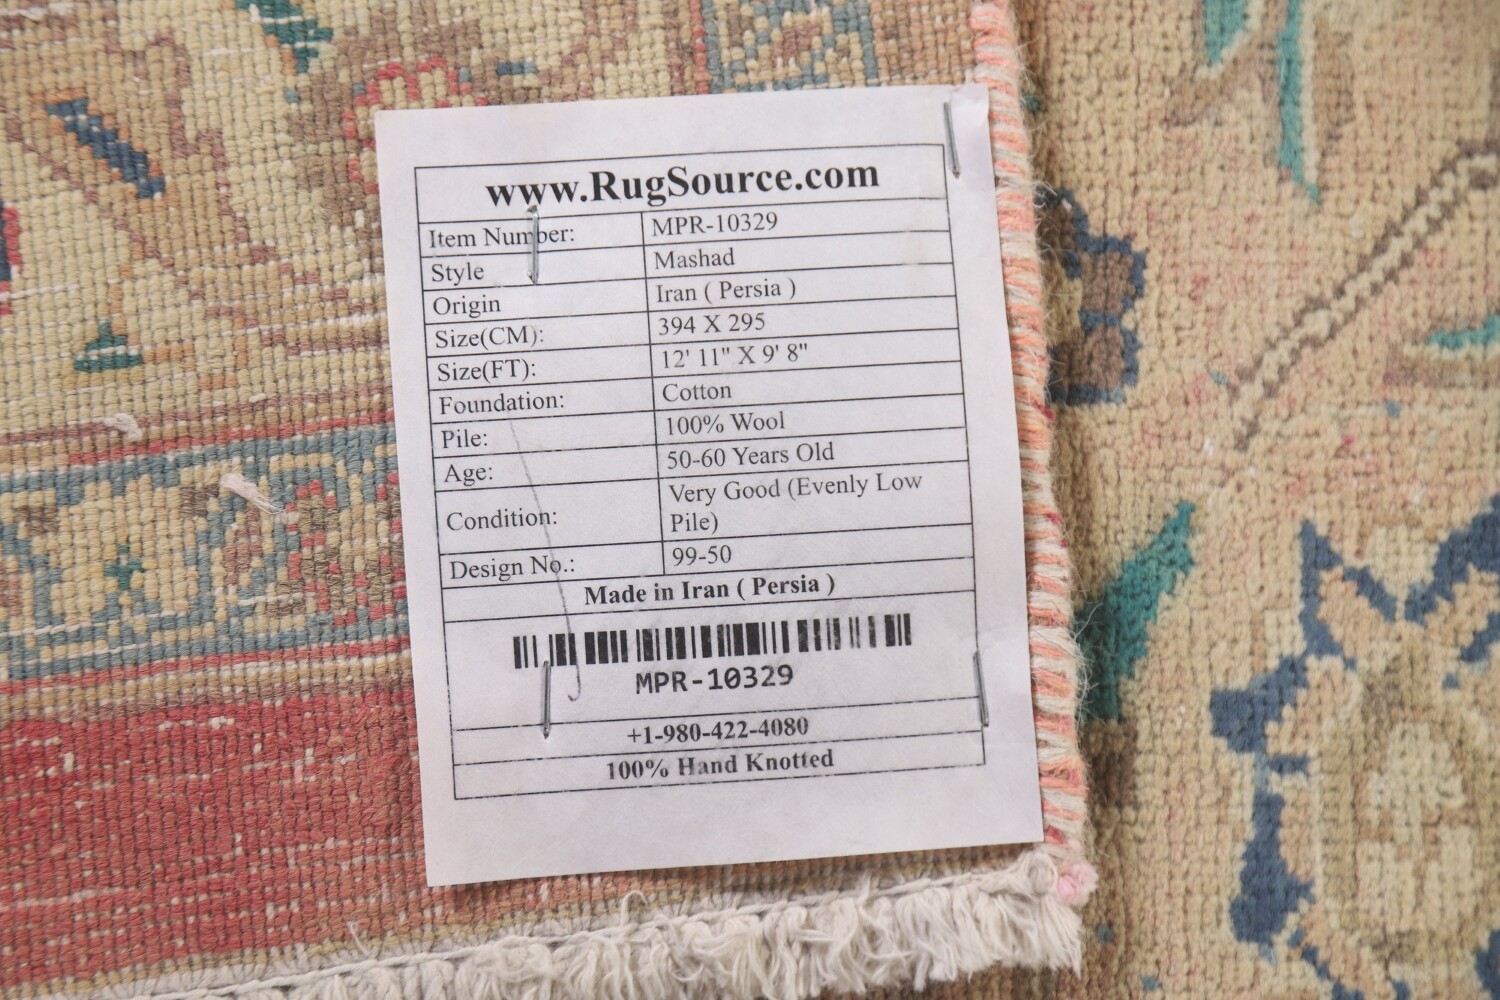 www.RugSource.com
Item Number: MPR-10329
Style Mashad
Origin Iran ( Persia )
Size(CM): 394 X 295
Size(FT): 12' 11" X 9' 8"
Foundation: Cotton
Pile: 100% Wool
Age: 50-60 Years Old
Condition: Very Good (Evenly Low
Pile)
Design No.: 99-50
Made in Iran ( Persia )
MPR-10329
+1-980-422-4080
100% Hand Knotted